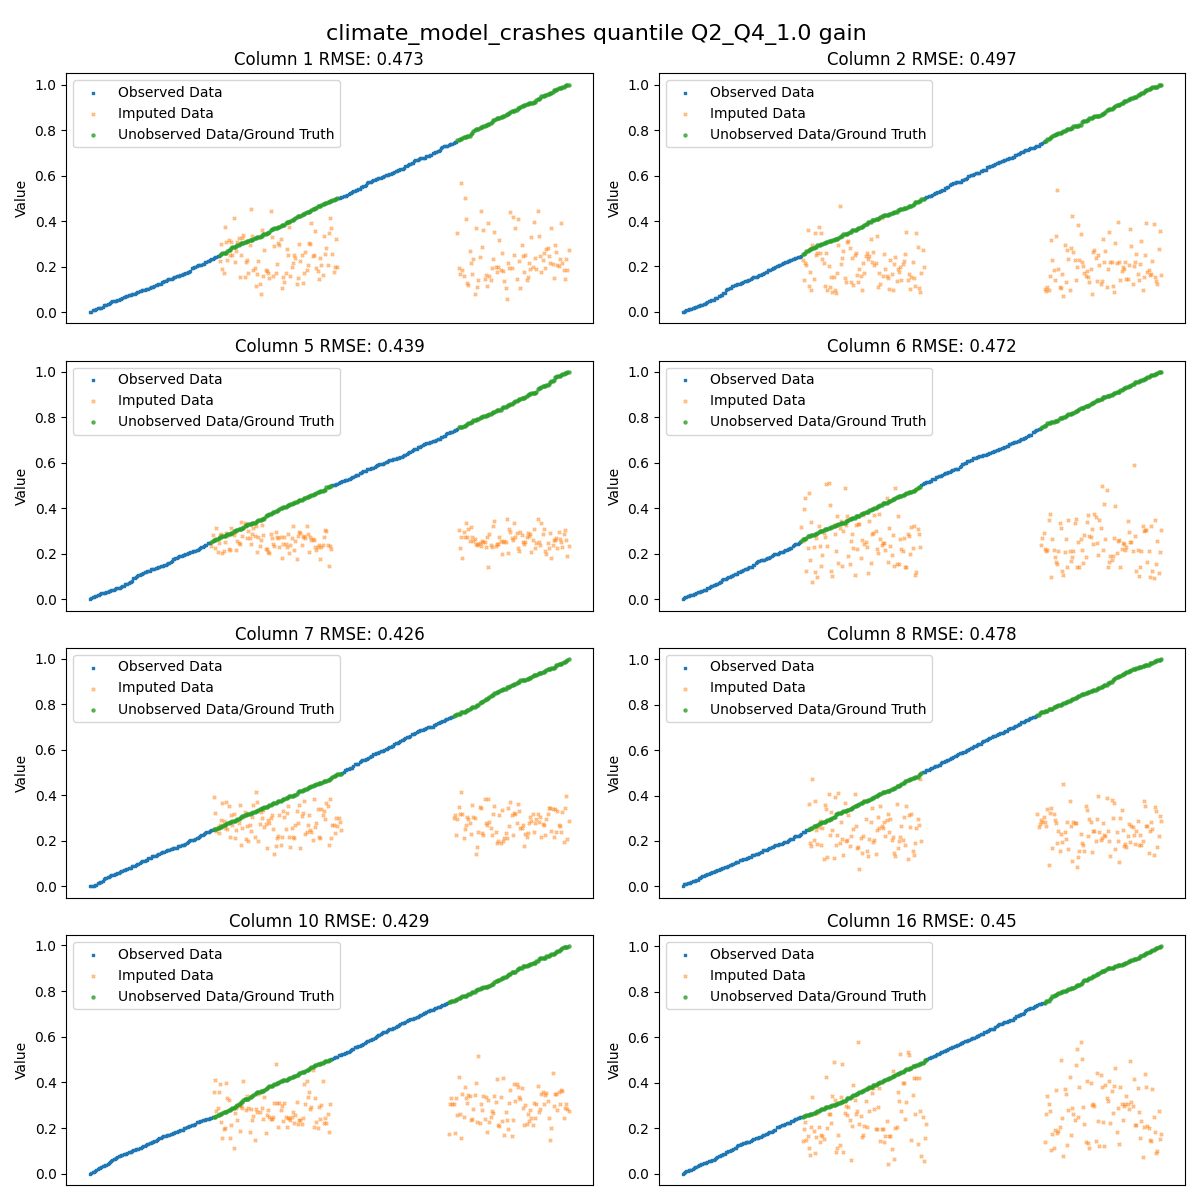 climate_model_crashes quantile Q2_Q4_1.0 gain
Column 1 RMSE: 0.473
1.0
0.8
0.6
0.4
0.2
0.0
Value
Observed Data
Imputed Data
Unobserved Data/Ground Truth
Column 2 RMSE: 0.497
1.0
0.8
0.6
0.4
0.2
0.0
Value
Observed Data
Imputed Data
Unobserved Data/Ground Truth
Column 5 RMSE: 0.439
1.0
0.8
0.6
0.4
0.2
0.0
Value
Observed Data
Imputed Data
Unobserved Data/Ground Truth
Column 6 RMSE: 0.472
1.0
0.8
0.6
0.4
0.2
0.0
Value
Observed Data
Imputed Data
Unobserved Data/Ground Truth
Column 7 RMSE: 0.426
1.0
0.8
0.6
0.4
0.2
0.0
Value
Observed Data
Imputed Data
Unobserved Data/Ground Truth
Column 8 RMSE: 0.478
1.0
0.8
0.6
0.4
0.2
0.0
Value
Observed Data
Imputed Data
Unobserved Data/Ground Truth
Column 10 RMSE: 0.429
1.0
0.8
0.6
0.4
0.2
0.0
Value
Observed Data
Imputed Data
Unobserved Data/Ground Truth
Column 16 RMSE: 0.45
1.0
0.8
0.6
0.4
0.2
0.0
Value
Observed Data
Imputed Data
Unobserved Data/Ground Truth